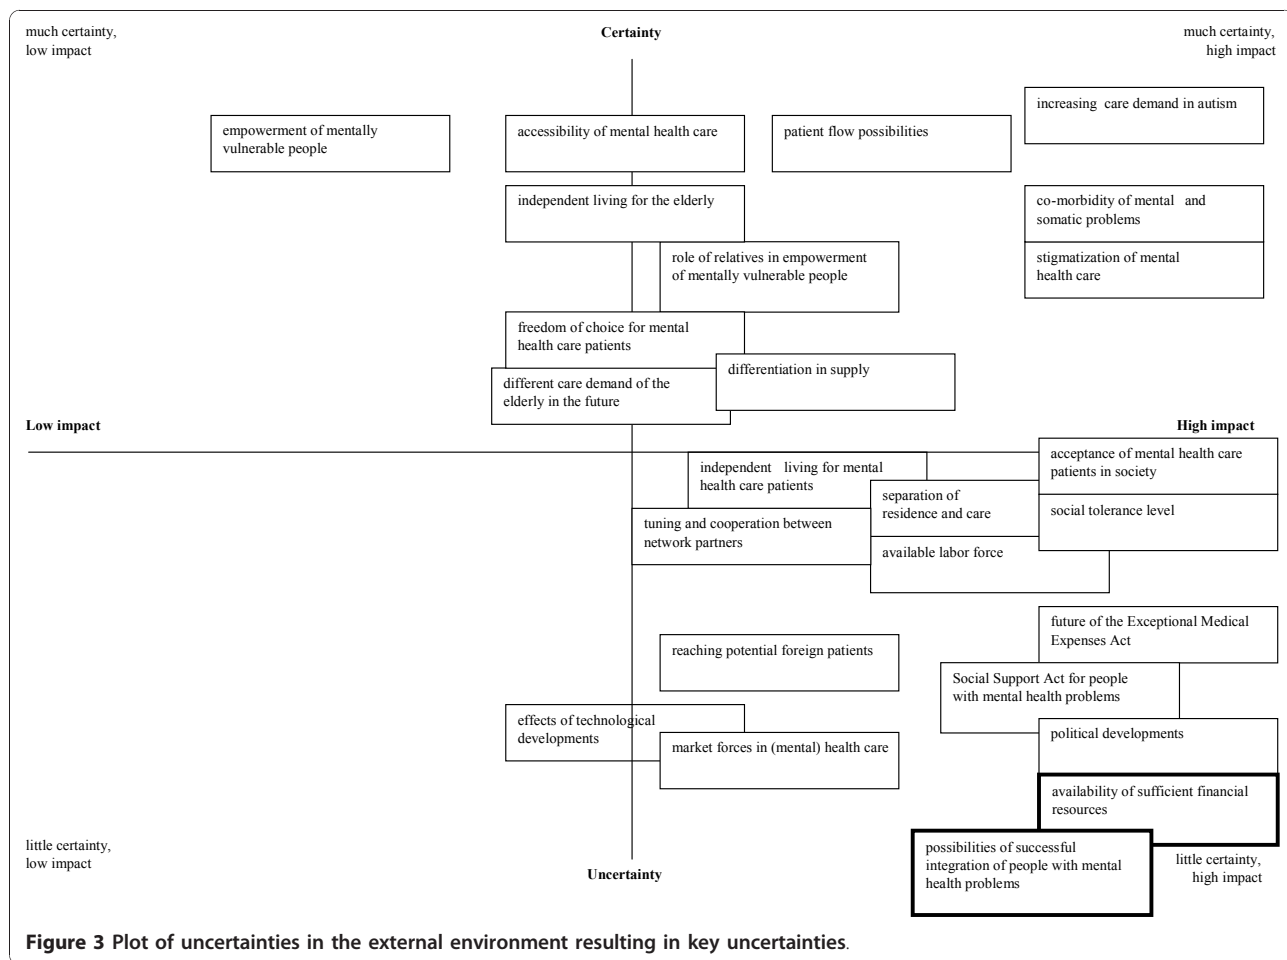 much certainty,
low impact
Certainty
much certainty,
high impact
increasing care demand in autism
empowerment of mentally
vulnerable people
accessibility of mental health care
patient flow possibilities
independent living for the elderly
co-morbidity of mental and
somatic problems
role of relatives in empowerment
of mentally vulnerable people
stigmatization of mental
health care
freedom of choice for mental
health care patients
differentiation in supply
different care demand of the
elderly in the future
Low impact
High impact
acceptance of mental health care
patients in society
independent living for mental
health care patients
separation of
residence and care
social tolerance level
tuning and cooperation between
network partners
available labor force
future of the Exceptional Medical
Expenses Act
reaching potential foreign patients
Social Support Act for people
with mental health problems
effects of technological
developments
political developments
market forces in (mental) health care
availability of sufficient financial
resources
little certainty,
low impact
possibilities of successful
integration of people with mental
health problems
little certainty,
high impact
Uncertainty
Figure 3 Plot of uncertainties in the external environment resulting in key uncertainties.